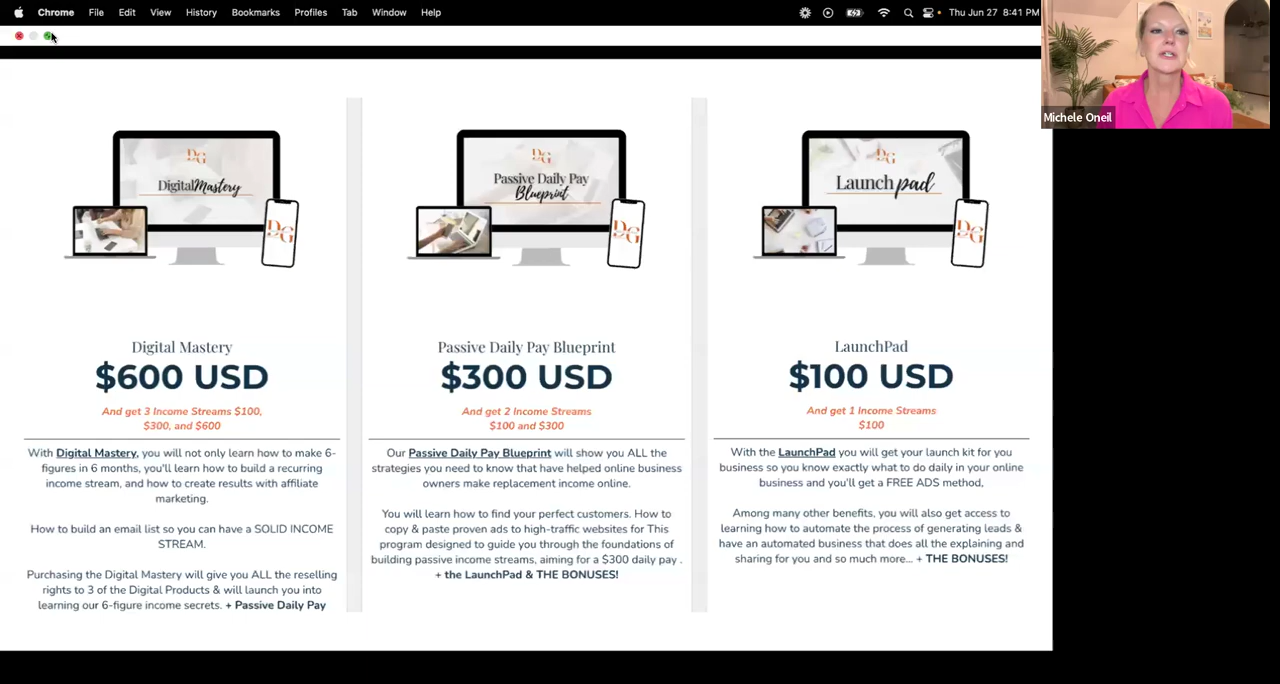 Chrome File Edit View History Bookmarks Profiles Tab Window Help
Thu Jun 27 8:41 PM
Michele Oneil
DG
Digital Mastery
DG
DG
Passive Daily Pay
Blueprint
DG
DG
Launch pad
DG
Digital Mastery
$600 USD
And get 3 Income Streams $100,
$300, and $600
With Digital Mastery, you will not only learn how to make 6-
figures in 6 months, you'll learn how to build a recurring
income stream, and how to create results with affiliate
marketing.
How to build an email list so you can have a SOLID INCOME
STREAM.
Purchasing the Digital Mastery will give you ALL the reselling
rights to 3 of the Digital Products & will launch you into
learning our 6-figure income secrets. + Passive Daily Pay
Passive Daily Pay Blueprint
$300 USD
And get 2 Income Streams
$100 and $300
Our Passive Daily Pay Blueprint will show you ALL the
strategies you need to know that have helped online business
owners make replacement income online.
You will learn how to find your perfect customers. How to
copy & paste proven ads to high-traffic websites for This
program designed to guide you through the foundations of
building passive income streams, aiming for a $300 daily pay .
+ the LaunchPad & THE BONUSES!
LaunchPad
$100 USD
And get 1 Income Streams
$100
With the LaunchPad you will get your launch kit for you
business so you know exactly what to do daily in your online
business and you'll get a FREE ADS method,
Among many other benefits, you will also get access to
learning how to automate the process of generating leads &
have an automated business that does all the explaining and
sharing for you and so much more... + THE BONUSES!